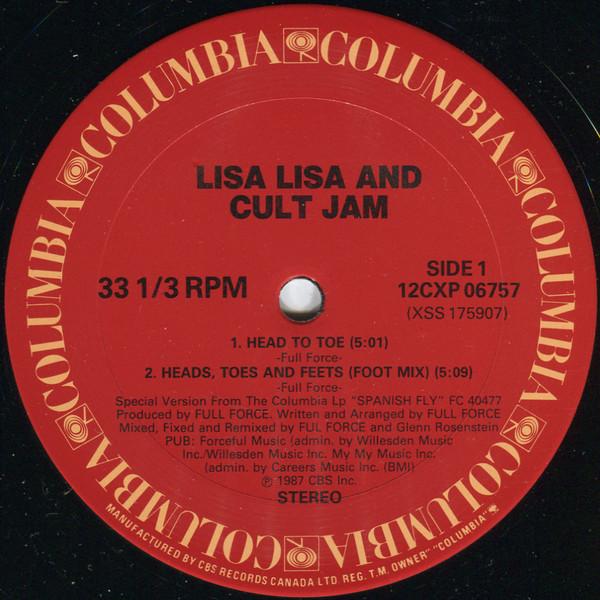 COLUMBIA COLUMBIA COLUMBIA COLUMBIA COLUMBIA COLUMBIA COLUMBIA COLUMBIA
LISA LISA AND
CULT JAM
33 1/3 RPM
SIDE 1
12CXP 06757
(XSS 175907)
1. HEAD TO TOE (5:01)
-Full Force-
2. HEADS, TOES AND FEETS (FOOT MIX) (5:09)
-Full Force-
Special Version From The Columbia Lp "SPANISH FLY" FC 40477
Produced by FULL FORCE. Written and Arranged by FULL FORCE
Mixed, Fixed and Remixed by FUL FORCE and Glenn Rosenstein
PUB: Forceful Music (admin. by Willesden Music
Inc./Willesden Music Inc. My My Music Inc.
(admin. by Careers Music Inc. (BMI)
℗ 1987 CBS Inc.
STEREO
MANUFACTURED BY CBS RECORDS CANADA LTD. REG. T.M. OWNER "COLUMBIA"